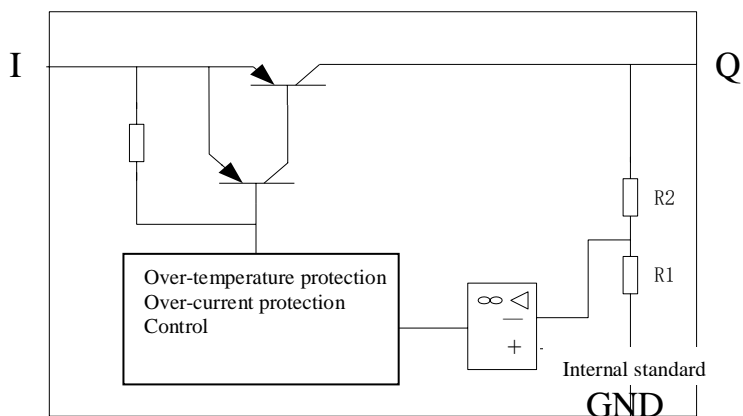 I
Q
R2
R1
Over-temperature protection
Over-current protection
Control
∞
−
+
Internal standard
GND